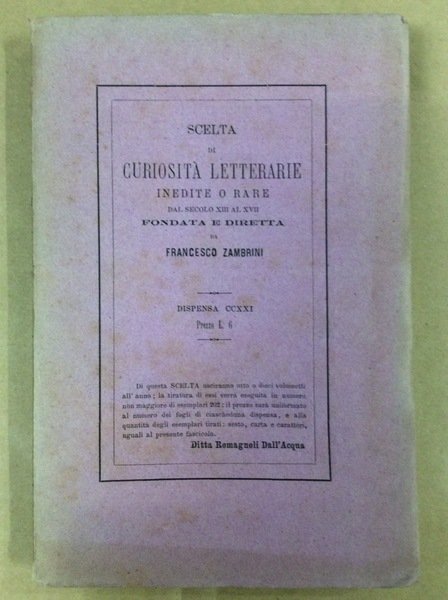 SCELTA
DI
CURIOSITÀ LETTERARIE
INEDITE O RARE
DAL SECOLO XIII AL XVII
FONDATA E DIRETTA
DA
FRANCESCO ZAMBRINI
DISPENSA CCXXI
Prezzo L. 6
Di questa SCELTA usciranno otto o dieci volumetti
all'anno; la tiratura di essi verrà eseguita in numero
non maggiore di esemplari 202; il prezzo sarà uniformato
al numero dei fogli di ciascheduna dispensa, e alla
quantità degli esemplari tirati: sesto, carta e caratteri,
uguali al presente fascicolo.
Ditta Romagnoli Dall'Acqua